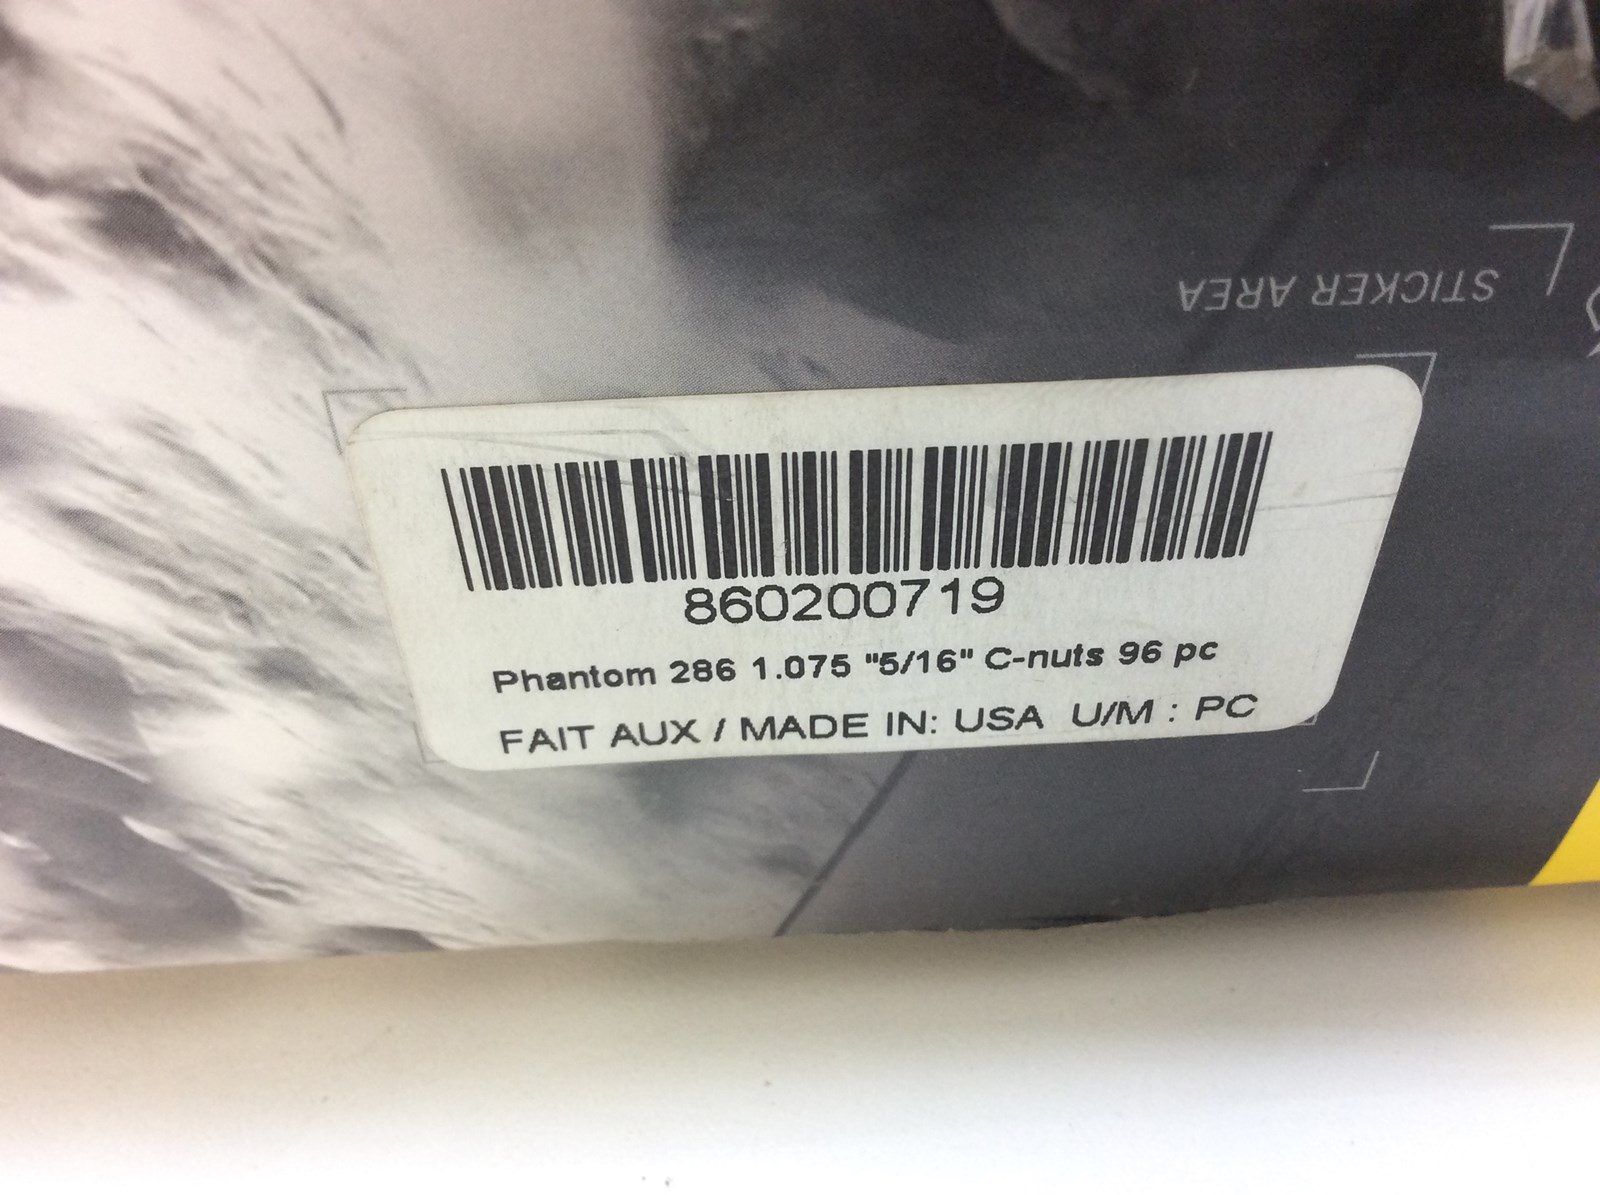 STICKER AREA
860200719
Phantom 286 1.075 "5/16" C-nuts 96 pc
FAIT AUX / MADE IN: USA U/M : PC